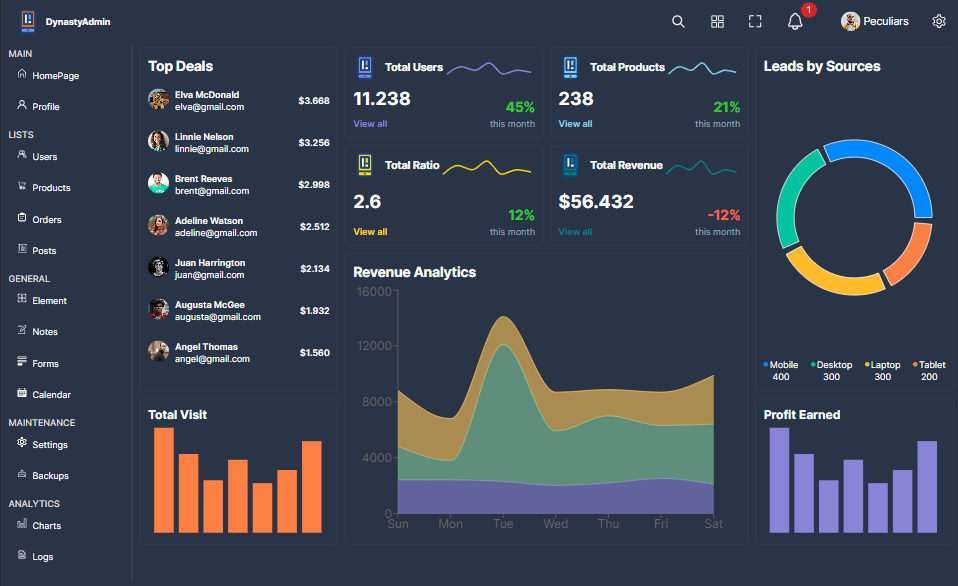 DynastyAdmin
1
Peculiars
MAIN
HomePage
Profile
LISTS
Users
Products
Orders
Posts
GENERAL
Element
Notes
Forms
Calendar
MAINTENANCE
Settings
Backups
ANALYTICS
Charts
Logs
Top Deals
Elva McDonald
elva@gmail.com
$3.668
Linnie Nelson
linnie@gmail.com
$3.256
Brent Reeves
brent@gmail.com
$2.998
Adeline Watson
adeline@gmail.com
$2.512
Juan Harrington
juan@gmail.com
$2.134
Augusta McGee
augusta@gmail.com
$1.932
Angel Thomas
angel@gmail.com
$1.560
Total Visit
Total Users
11.238
View all
45%
this month
Total Products
238
View all
21%
this month
Total Ratio
2.6
View all
12%
this month
Total Revenue
$56.432
View all
-12%
this month
Revenue Analytics
16000
12000
8000
4000
0
Sun Mon Tue Wed Thu Fri Sat
Leads by Sources
Mobile Desktop Laptop Tablet
400 300 300 200
Profit Earned